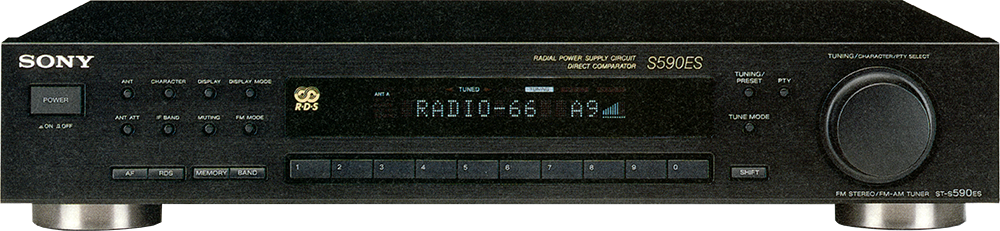 SONY
RADIAL POWER SUPPLY CIRCUIT
DIRECT COMPARATOR S590ES
TUNING/CHARACTER/PTY SELECT
ANT CHARACTER DISPLAY DISPLAY MODE
TUNING/
PRESET PTY
POWER
R·D·S
ANT A TUNED
RADIO-66 A9
ANT ATT IF BAND MUTING FM MODE
ON OFF
TUNE MODE
1 2 3 4 5 6 7 8 9 0
AF RDS MEMORY BAND
SHIFT
FM STEREO/FM-AM TUNER ST-S590ES